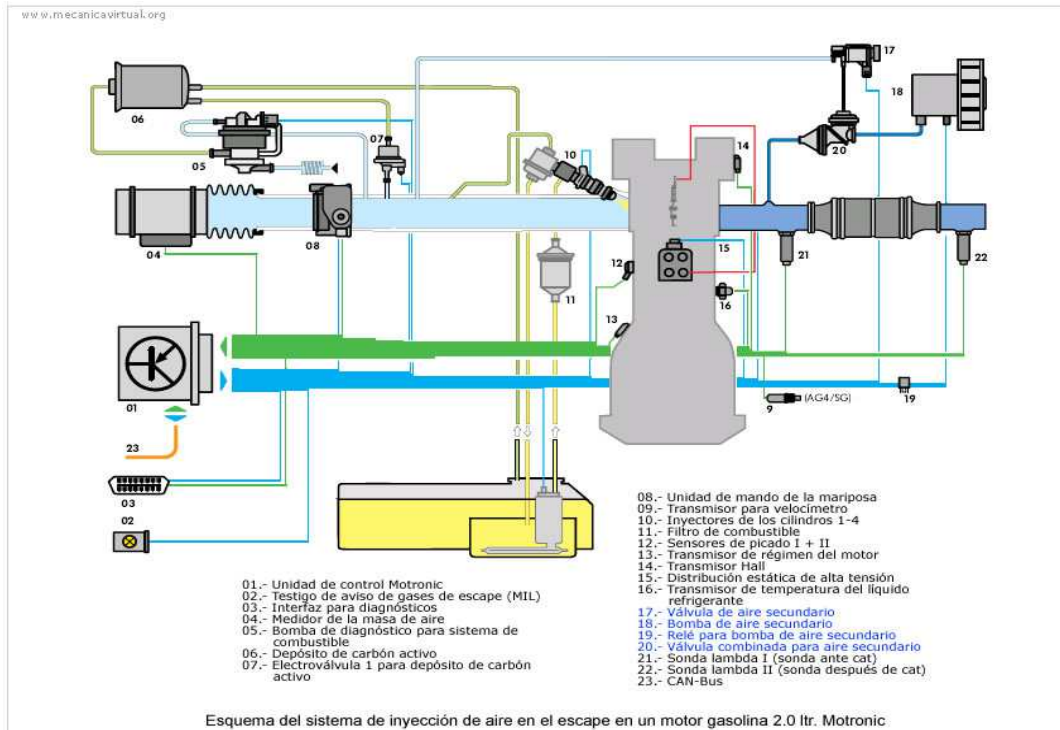 www.mecanicavirtual.org
06
05
07
10
14
17
18
20
04
08
12
15
11
16
21
22
13
01
9
(AG4/SG)
19
23
03
02
01.- Unidad de control Motronic
02.- Testigo de aviso de gases de escape (MIL)
03.- Interfaz para diagnósticos
04.- Medidor de la masa de aire
05.- Bomba de diagnóstico para sistema de
combustible
06.- Depósito de carbón activo
07.- Electroválvula 1 para depósito de carbón
activo
08.- Unidad de mando de la mariposa
09.- Transmisor para velocímetro
10.- Inyectores de los cilindros 1-4
11.- Filtro de combustible
12.- Sensores de picado I + II
13.- Transmisor de régimen del motor
14.- Transmisor Hall
15.- Distribución estática de alta tensión
16.- Transmisor de temperatura del líquido
refrigerante
17.- Válvula de aire secundario
18.- Bomba de aire secundario
19.- Relé para bomba de aire secundario
20.- Válvula combinada para aire secundario
21.- Sonda lambda I (sonda ante cat)
22.- Sonda lambda II (sonda después de cat)
23.- CAN-Bus
Esquema del sistema de inyección de aire en el escape en un motor gasolina 2.0 ltr. Motronic